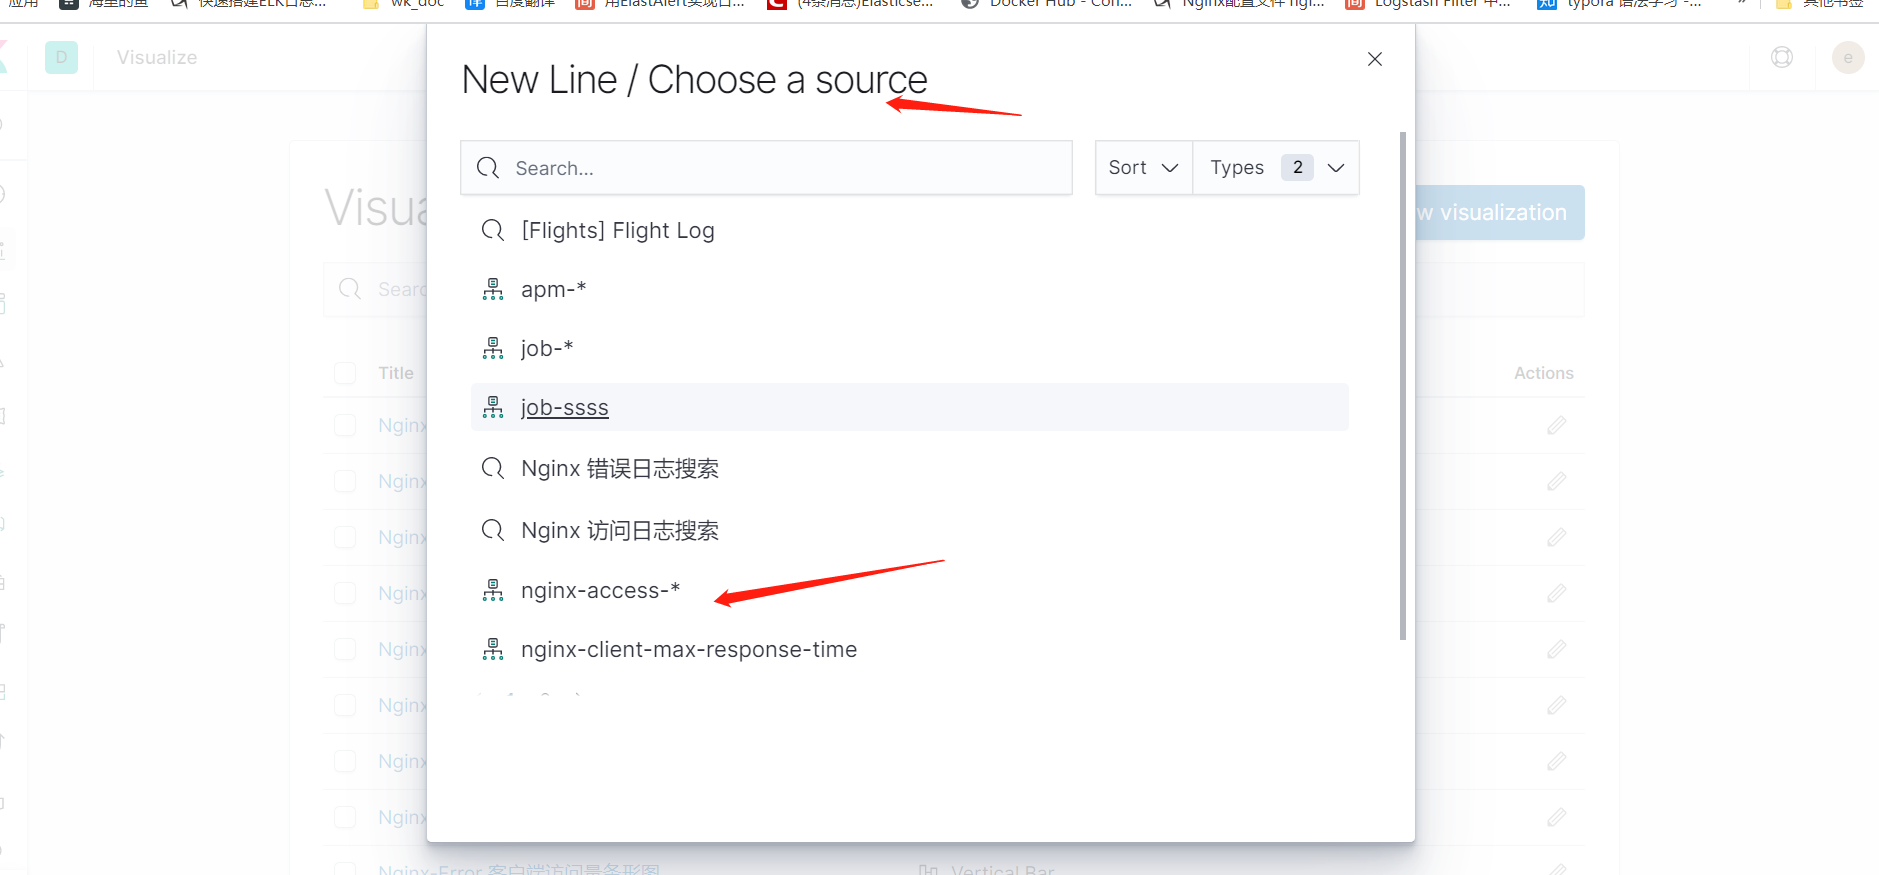 应用 海里的鱼 快速搭建ELK日志... wk_doc 百度翻译 用ElastAlert实现日... (4条消息)Elasticse... Docker Hub - Con... Nginx配置文件 ngi... Logstash Filter 中... typora 语法学习 -... » 其他书签
D Visualize e
New Line / Choose a source
Search... Sort Types 2
w visualization
Visua
[Flights] Flight Log
Searc
apm-*
job-*
Title Actions
job-ssss
Nginx
Nginx 错误日志搜索
Nginx
Nginx 访问日志搜索
Nginx
nginx-access-*
Nginx
nginx-client-max-response-time
Nginx
Nginx
Nginx
Nginx
Nginx-Error 客户端访问量条形图 Vertical Bar